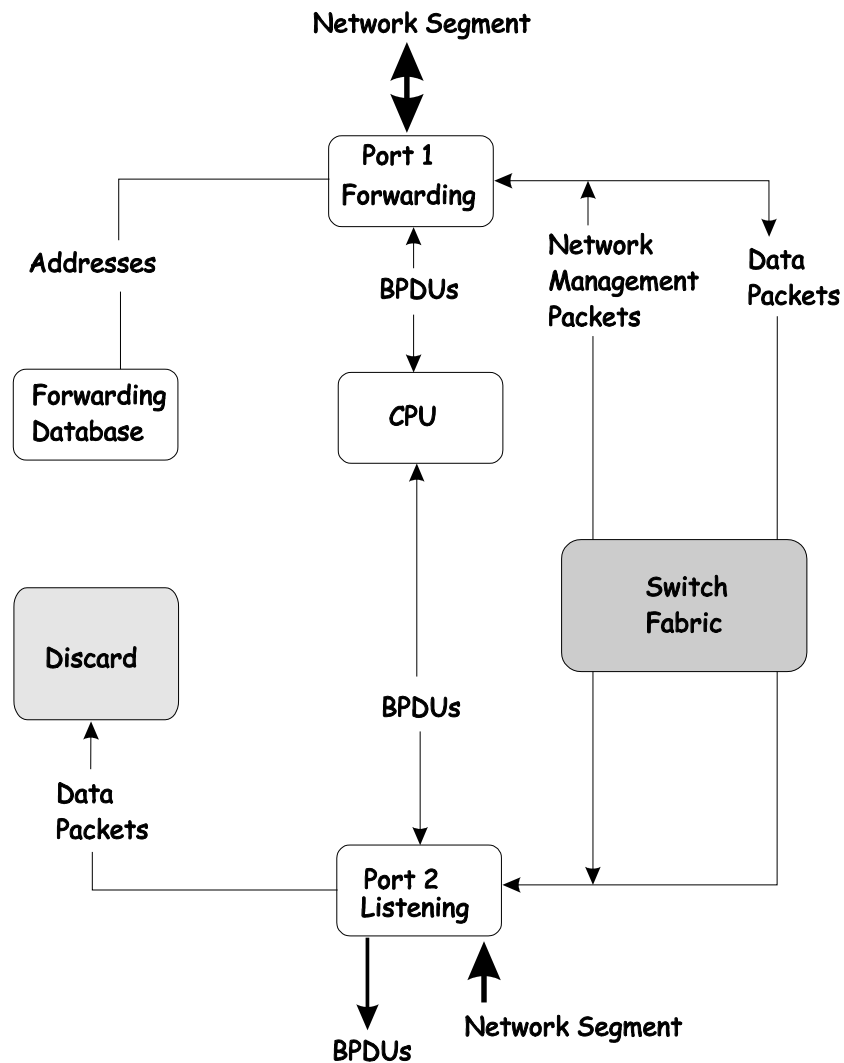 Network Segment
Port 1
Forwarding
Addresses
BPDUs
Network
Management
Packets
Data
Packets
Forwarding
Database
CPU
Switch
Fabric
Discard
BPDUs
Data
Packets
Port 2
Listening
Network Segment
BPDUs